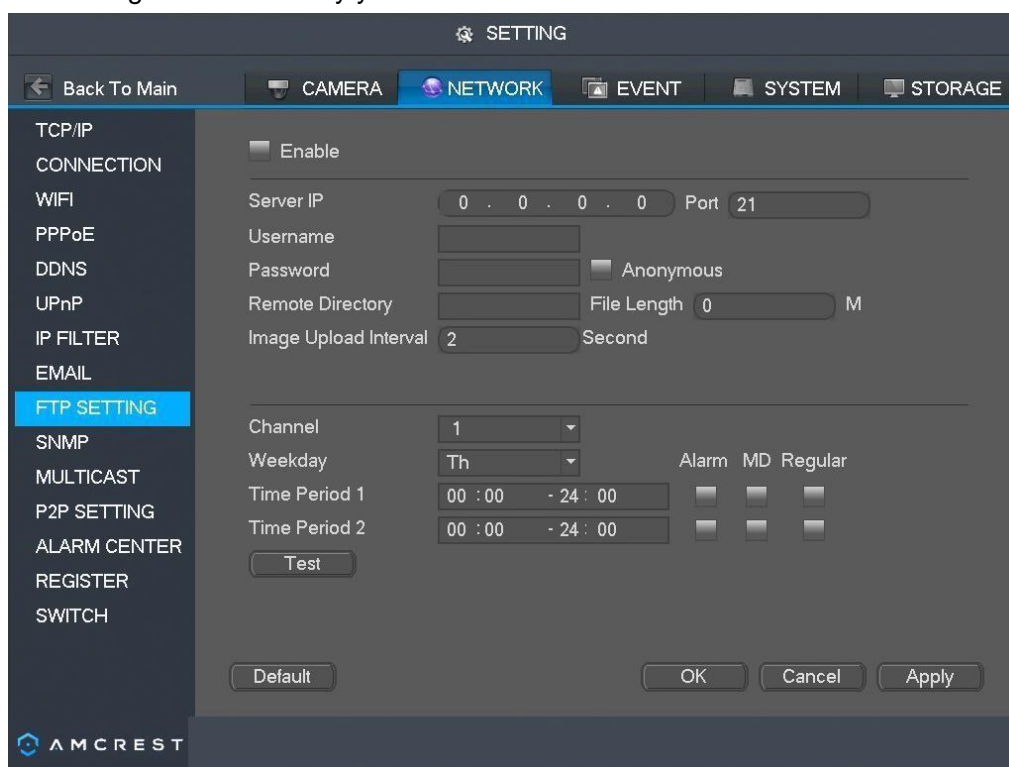 SETTING
Back To Main CAMERA NETWORK EVENT SYSTEM STORAGE
TCP/IP
CONNECTION
WIFI
PPPoE
DDNS
UPnP
IP FILTER
EMAIL
FTP SETTING
SNMP
MULTICAST
P2P SETTING
ALARM CENTER
REGISTER
SWITCH
Enable
Server IP 0 . 0 . 0 . 0 Port 21
Username
Password Anonymous
Remote Directory File Length 0 M
Image Upload Interval 2 Second
Channel 1
Weekday Th Alarm MD Regular
Time Period 1 00 : 00 - 24 : 00
Time Period 2 00 : 00 - 24 : 00
Test
Default OK Cancel Apply
AMCREST